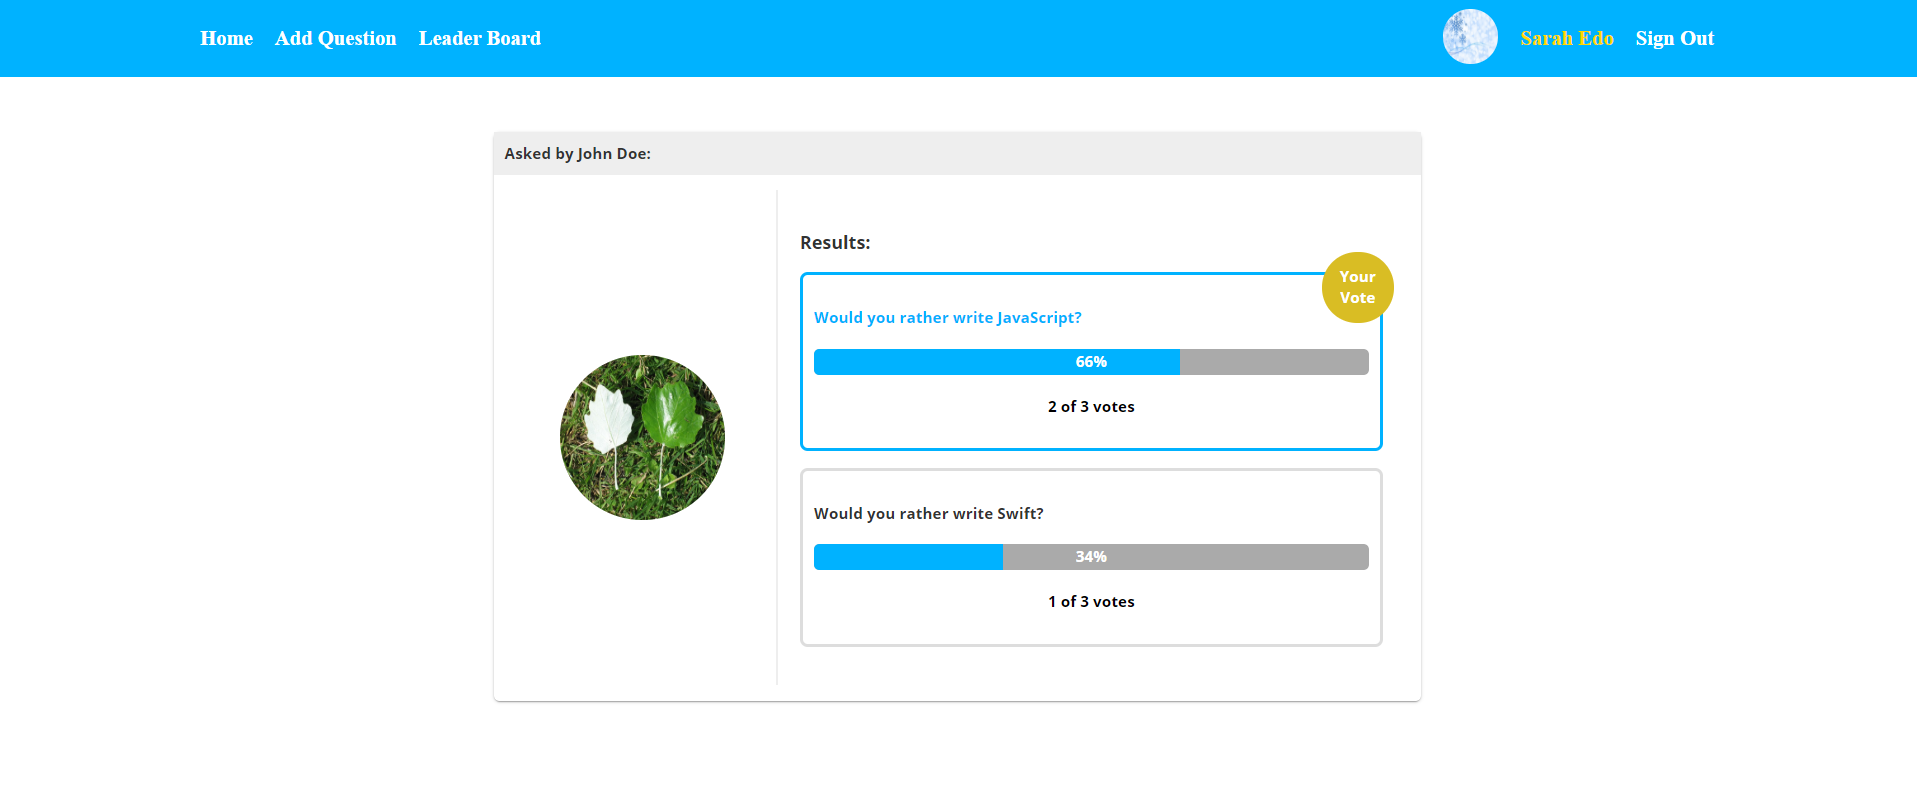 Home Add Question Leader Board Sarah Edo Sign Out
Asked by John Doe:
Results:
Your
Vote
Would you rather write JavaScript?
66%
2 of 3 votes
Would you rather write Swift?
34%
1 of 3 votes